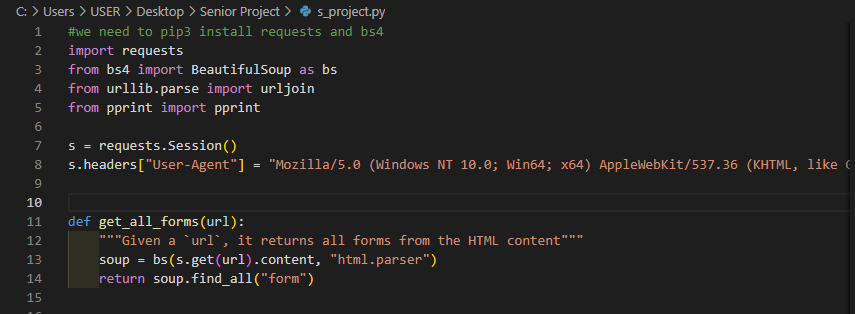 C: > Users > USER > Desktop > Senior Project > s_project.py
1 #we need to pip3 install requests and bs4
2 import requests
3 from bs4 import BeautifulSoup as bs
4 from urllib.parse import urljoin
5 from pprint import pprint
6
7 s = requests.Session()
8 s.headers["User-Agent"] = "Mozilla/5.0 (Windows NT 10.0; Win64; x64) AppleWebKit/537.36 (KHTML, like G
9
10
11 def get_all_forms(url):
12     """Given a `url`, it returns all forms from the HTML content"""
13     soup = bs(s.get(url).content, "html.parser")
14     return soup.find_all("form")
15